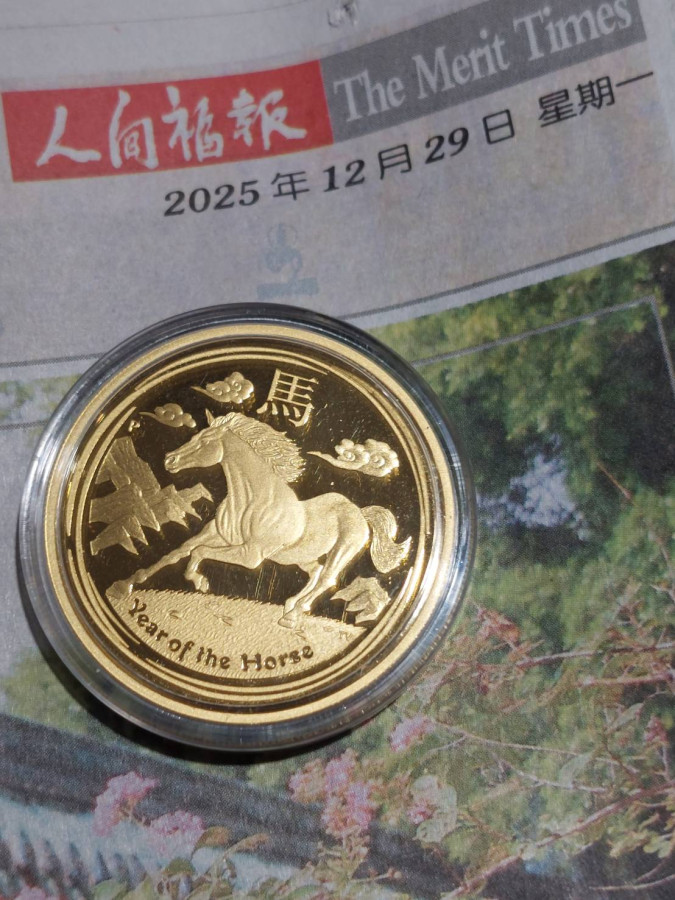 人间福報 The Merit Times
2025 年 12 月 29 日 星期一
馬
Year of the Horse